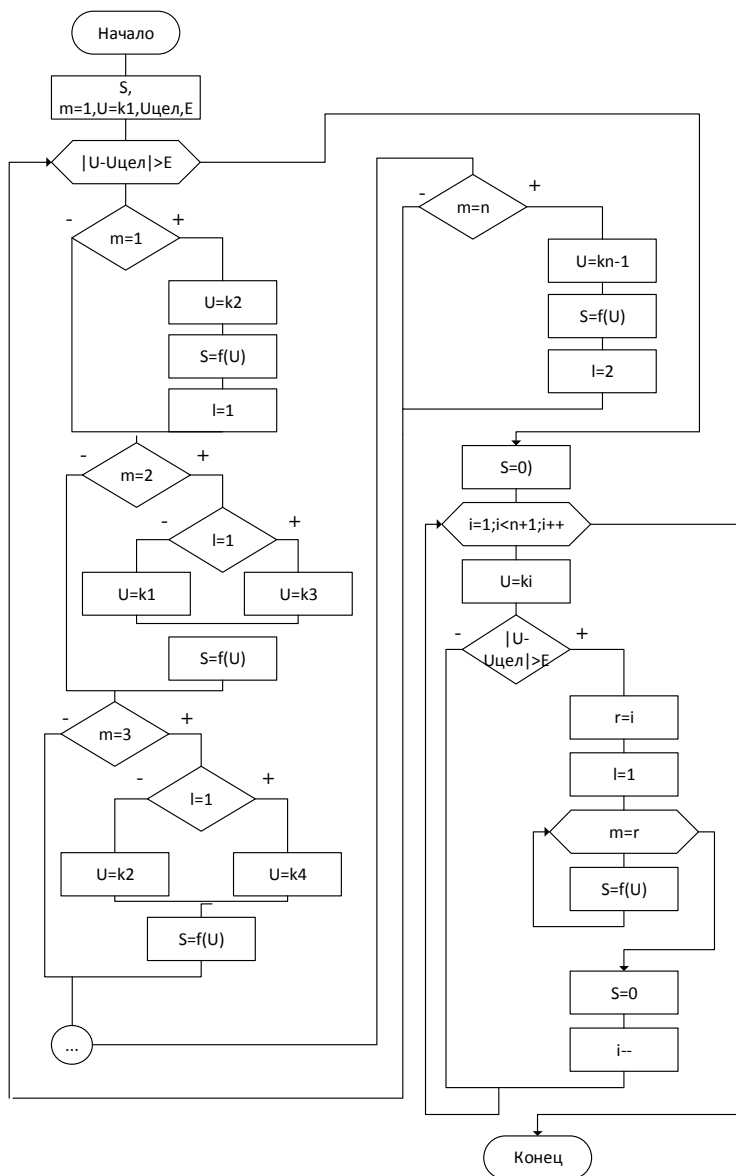 Начало
S,
m=1,U=k1,Uцел,E
|U-Uцел|>E
-
+
m=1
U=k2
S=f(U)
l=1
-
+
m=2
-
+
l=1
U=k1
U=k3
S=f(U)
-
+
m=3
-
+
l=1
U=k2
U=k4
S=f(U)
...
-
+
m=n
U=kn-1
S=f(U)
l=2
S=0)
i=1;i<n+1;i++
U=ki
-
+
|U-
Uцел|>E
r=i
l=1
m=r
S=f(U)
S=0
i--
Конец